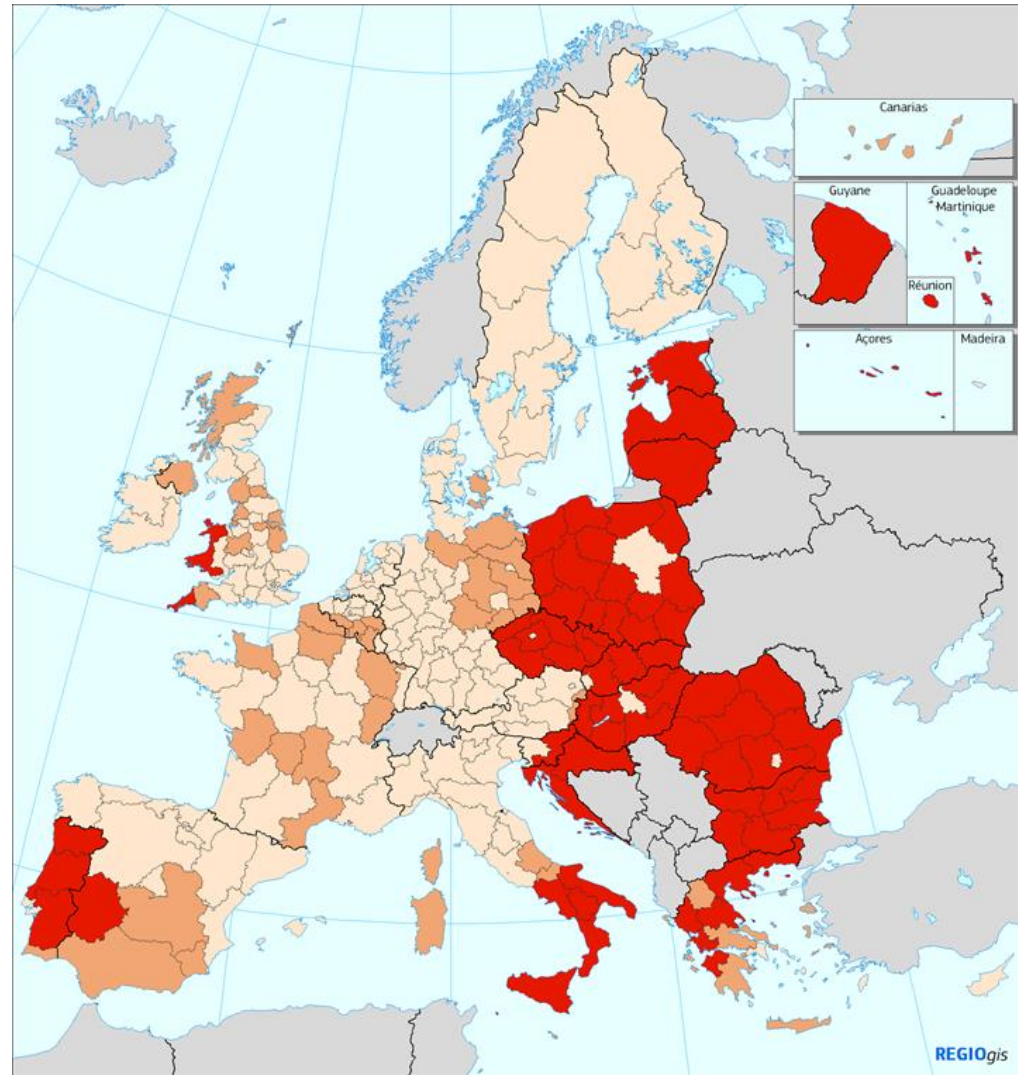 Canarias
Guyane
Guadeloupe
Martinique
Réunion
Açores
Madeira
REGIOgis